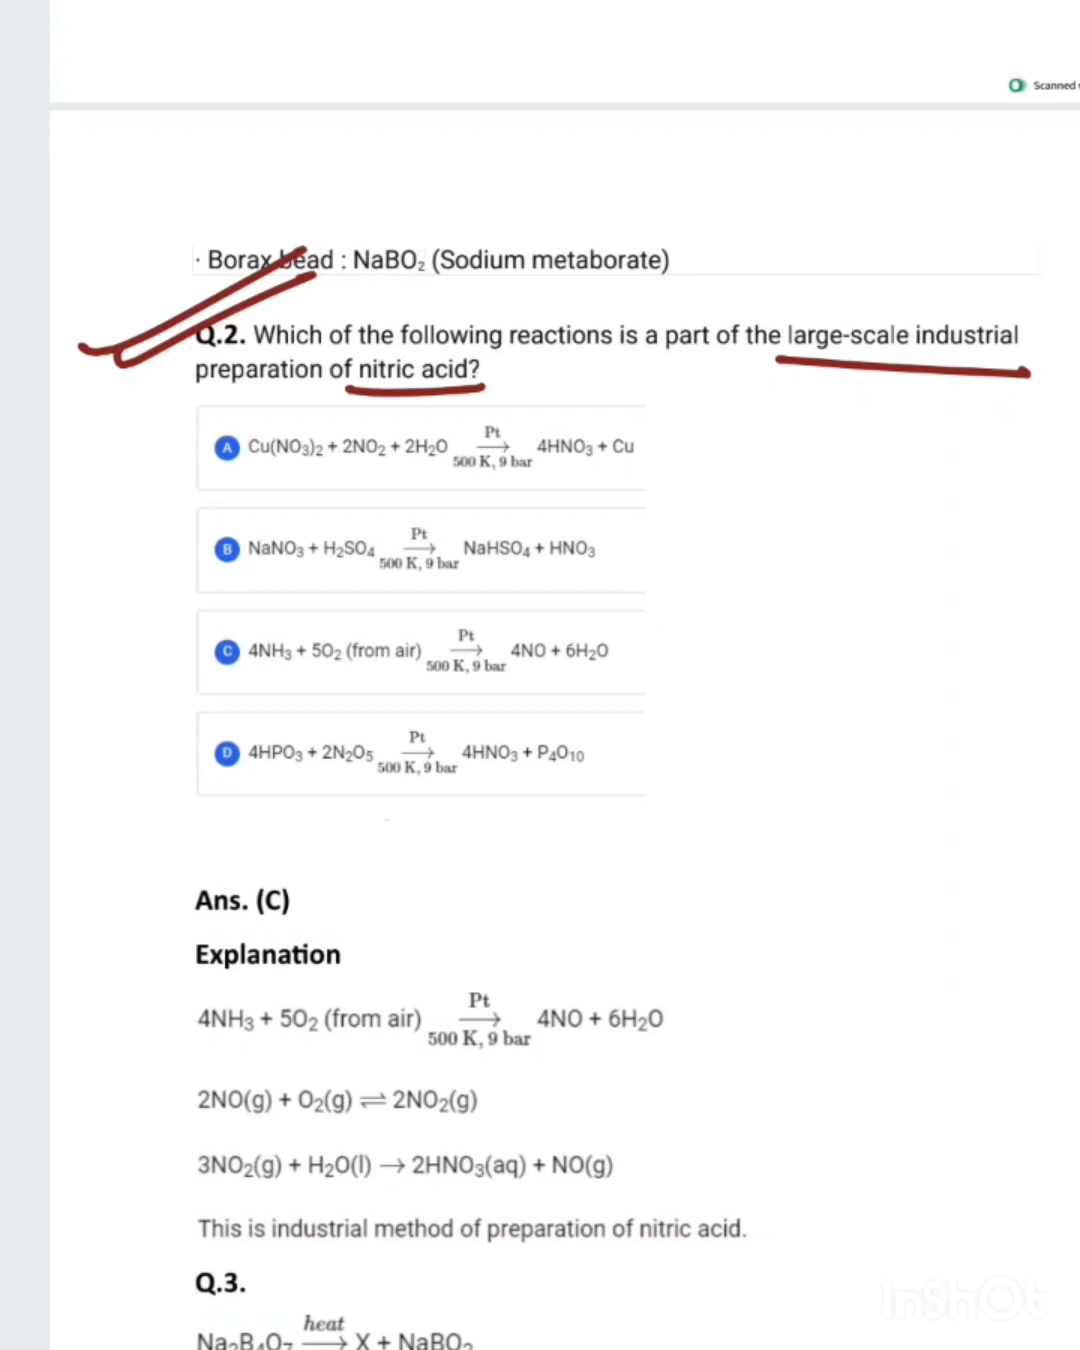 Scanned
· Borax bead : NaBO₂ (Sodium metaborate)
Q.2. Which of the following reactions is a part of the large-scale industrial
preparation of nitric acid?
A Cu(NO₃)₂ + 2NO₂ + 2H₂O Pt → 500 K, 9 bar 4HNO₃ + Cu
B NaNO₃ + H₂SO₄ Pt → 500 K, 9 bar NaHSO₄ + HNO₃
C 4NH₃ + 5O₂ (from air) Pt → 500 K, 9 bar 4NO + 6H₂O
D 4HPO₃ + 2N₂O₅ Pt → 500 K, 9 bar 4HNO₃ + P₄O₁₀
Ans. (C)
Explanation
4NH₃ + 5O₂ (from air) Pt → 500 K, 9 bar 4NO + 6H₂O
2NO(g) + O₂(g) ⇌ 2NO₂(g)
3NO₂(g) + H₂O(l) → 2HNO₃(aq) + NO(g)
This is industrial method of preparation of nitric acid.
Q.3.
Na₂B₄O₇ heat → X + NaBO₂
InShOt